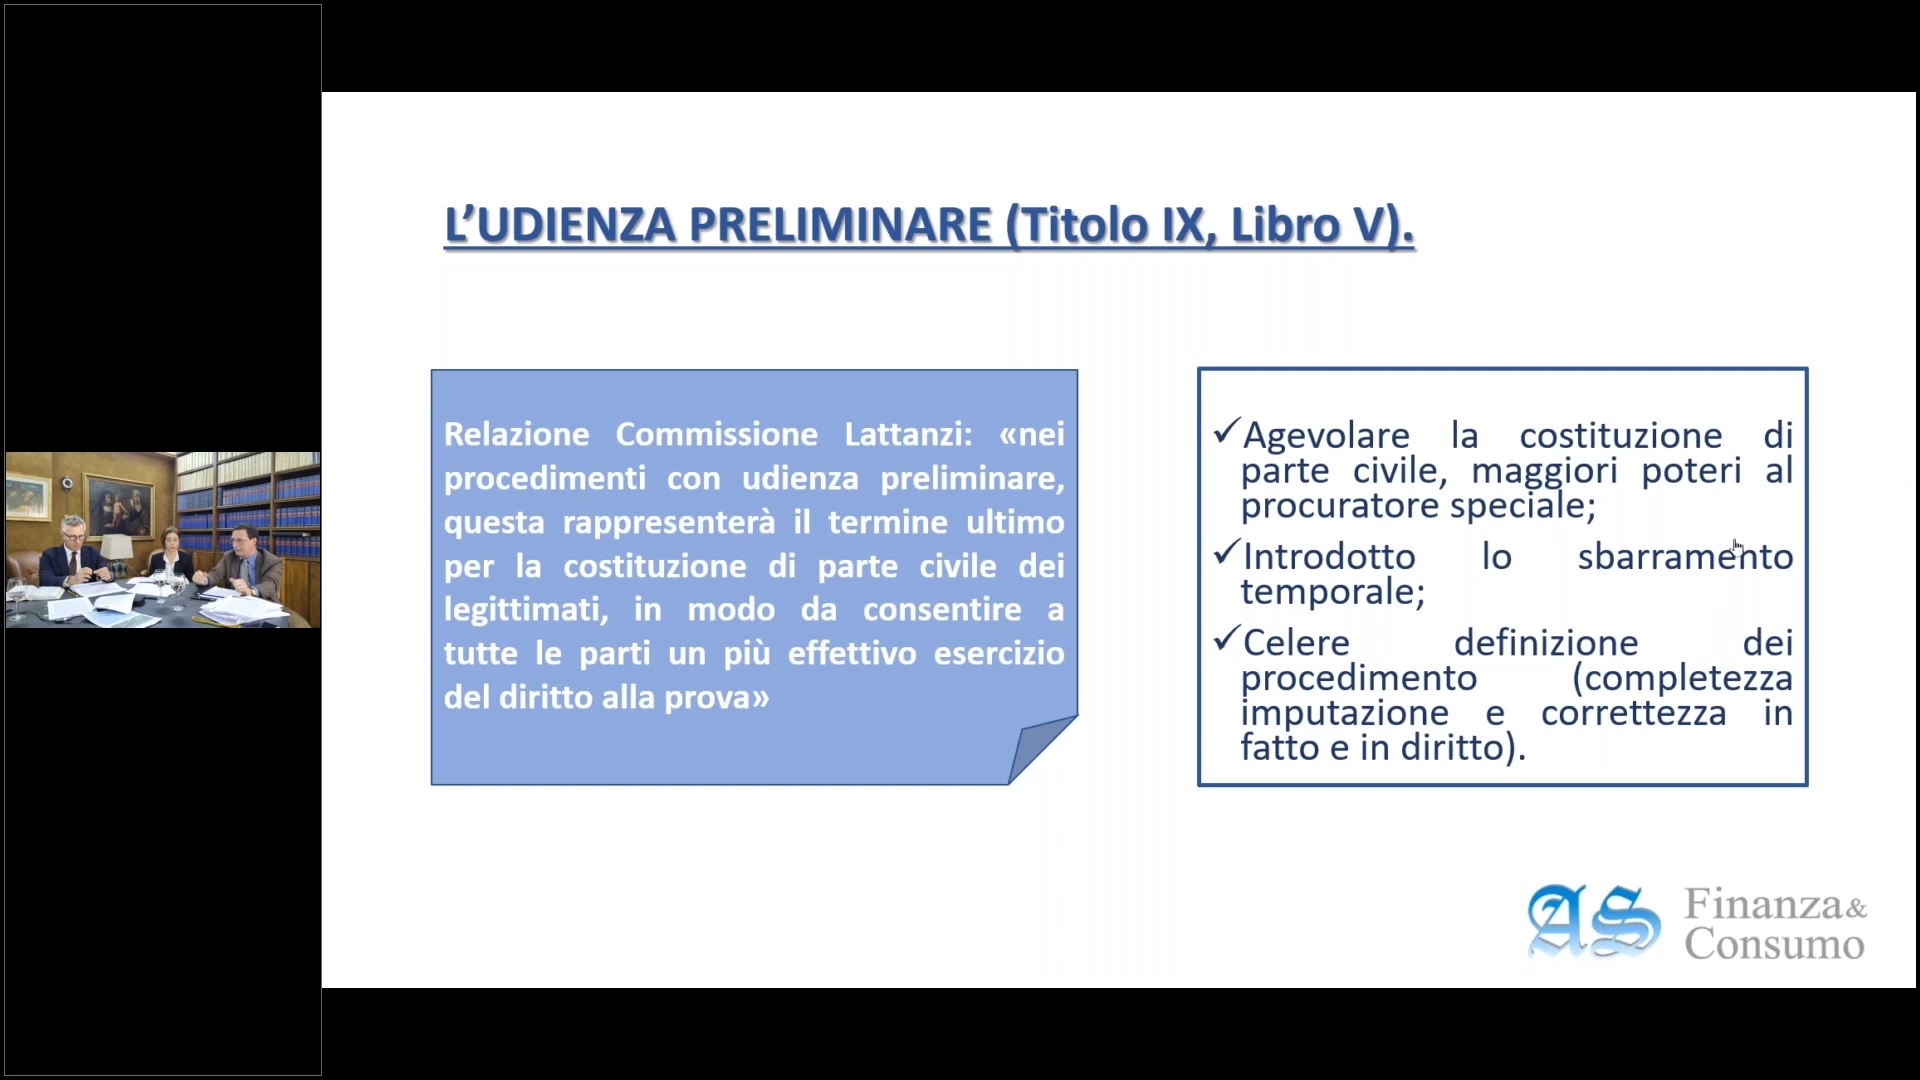 L’UDIENZA PRELIMINARE (Titolo IX, Libro V).
Relazione Commissione Lattanzi: «nei
procedimenti con udienza preliminare,
questa rappresenterà il termine ultimo
per la costituzione di parte civile dei
legittimati, in modo da consentire a
tutte le parti un più effettivo esercizio
del diritto alla prova»
✓Agevolare la costituzione di
parte civile, maggiori poteri al
procuratore speciale;
✓Introdotto lo sbarramento
temporale;
✓Celere definizione dei
procedimento (completezza
imputazione e correttezza in
fatto e in diritto).
AS Finanza&
Consumo